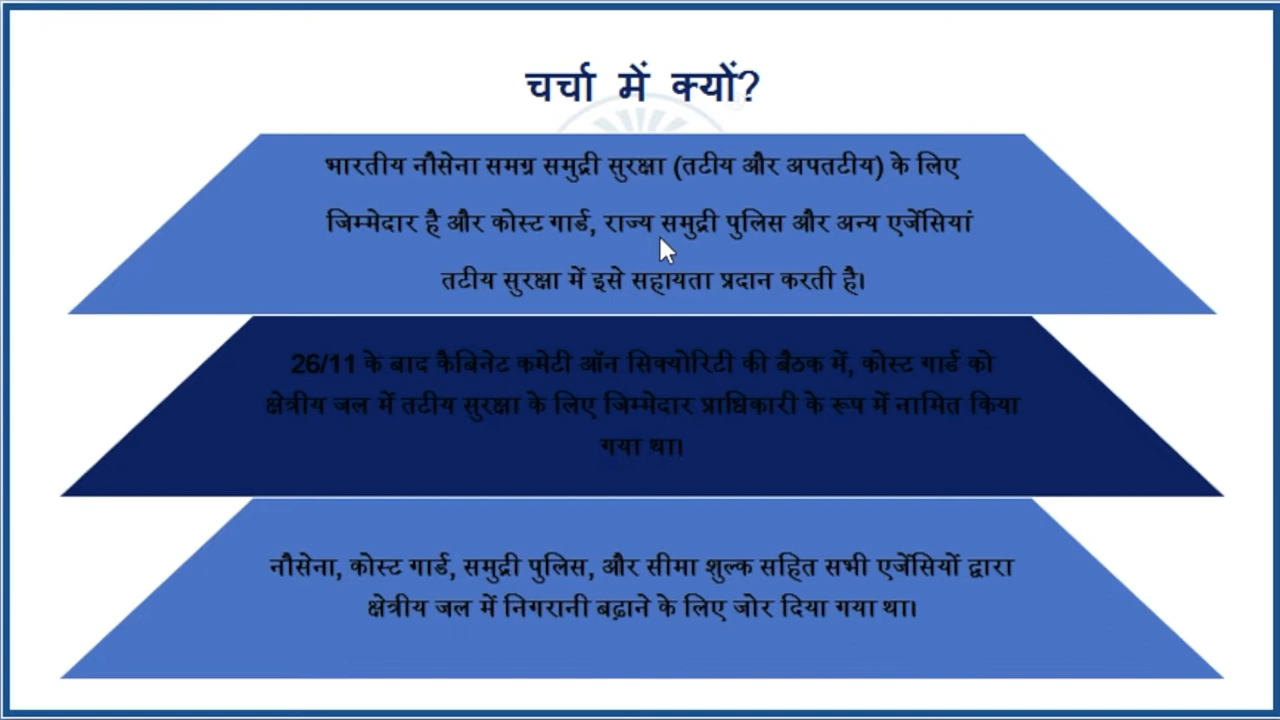 चर्चा में क्यों?
भारतीय नौसेना समग्र समुद्री सुरक्षा (तटीय और अपतटीय) के लिए
जिम्मेदार है और कोस्ट गार्ड, राज्य समुद्री पुलिस और अन्य एजेंसियां
तटीय सुरक्षा में इसे सहायता प्रदान करती है।
26/11 के बाद कैबिनेट कमेटी ऑन सिक्योरिटी की बैठक में, कोस्ट गार्ड को
क्षेत्रीय जल में तटीय सुरक्षा के लिए जिम्मेदार प्राधिकारी के रूप में नामित किया
गया था।
नौसेना, कोस्ट गार्ड, समुद्री पुलिस, और सीमा शुल्क सहित सभी एजेंसियों द्वारा
क्षेत्रीय जल में निगरानी बढ़ाने के लिए जोर दिया गया था।